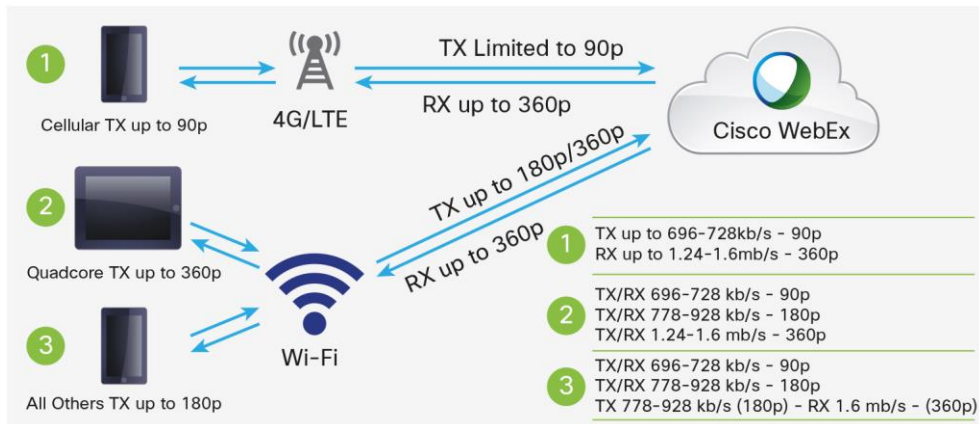 1
Cellular TX up to 90p
4G/LTE
TX Limited to 90p
RX up to 360p
Cisco WebEx
2
Quadcore TX up to 360p
3
All Others TX up to 180p
Wi-Fi
TX up to 180p/360p
RX up to 360p
1
TX up to 696-728kb/s - 90p
RX up to 1.24-1.6mb/s - 360p
2
TX/RX 696-728 kb/s - 90p
TX/RX 778-928 kb/s - 180p
TX/RX 1.24-1.6 mb/s - 360p
3
TX/RX 696-728 kb/s - 90p
TX/RX 778-928 kb/s - 180p
TX 778-928 kb/s (180p) - RX 1.6 mb/s - (360p)